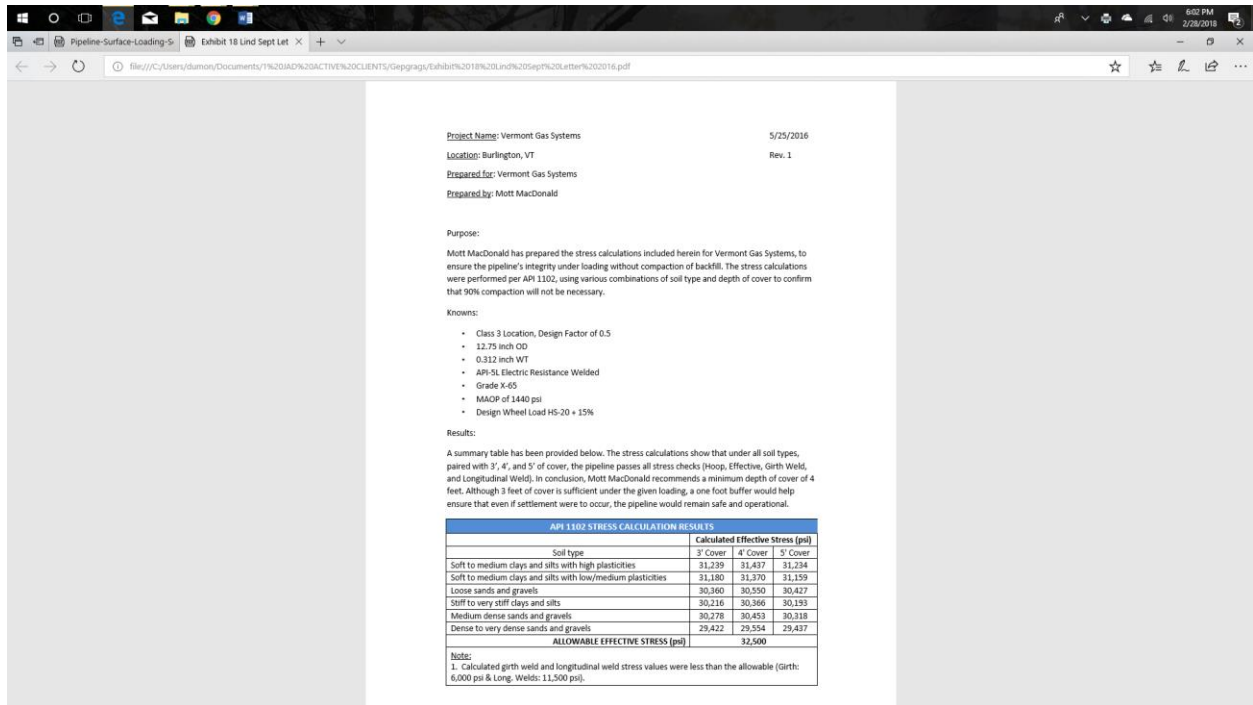 6:02 PM
2/28/2018
Pipeline-Surface-Loading-S
Exhibit 18 Lind Sept Let
file:///C:/Users/dumon/Documents/1%20JAD%20ACTIVE%20CLIENTS/Gepgrags/Exhibit%2018%20Lind%20Sept%20Letter%202016.pdf
Project Name: Vermont Gas Systems 5/25/2016
Location: Burlington, VT Rev. 1
Prepared for: Vermont Gas Systems
Prepared by: Mott MacDonald
Purpose:
Mott MacDonald has prepared the stress calculations included herein for Vermont Gas Systems, to
ensure the pipeline's integrity under loading without compaction of backfill. The stress calculations
were performed per API 1102, using various combinations of soil type and depth of cover to confirm
that 90% compaction will not be necessary.
Knowns:
• Class 3 Location, Design Factor of 0.5
• 12.75 inch OD
• 0.312 inch WT
• API-5L Electric Resistance Welded
• Grade X-65
• MAOP of 1440 psi
• Design Wheel Load HS-20 + 15%
Results:
A summary table has been provided below. The stress calculations show that under all soil types,
paired with 3', 4', and 5' of cover, the pipeline passes all stress checks (Hoop, Effective, Girth Weld,
and Longitudinal Weld). In conclusion, Mott MacDonald recommends a minimum depth of cover of 4
feet. Although 3 feet of cover is sufficient under the given loading, a one foot buffer would help
ensure that even if settlement were to occur, the pipeline would remain safe and operational.
API 1102 STRESS CALCULATION RESULTS
Calculated Effective Stress (psi)
Soil type 3' Cover 4' Cover 5' Cover
Soft to medium clays and silts with high plasticities 31,239 31,437 31,234
Soft to medium clays and silts with low/medium plasticities 31,180 31,370 31,159
Loose sands and gravels 30,360 30,550 30,427
Stiff to very stiff clays and silts 30,216 30,366 30,193
Medium dense sands and gravels 30,278 30,453 30,318
Dense to very dense sands and gravels 29,422 29,554 29,437
ALLOWABLE EFFECTIVE STRESS (psi) 32,500
Note:
1. Calculated girth weld and longitudinal weld stress values were less than the allowable (Girth:
6,000 psi & Long. Welds: 11,500 psi).